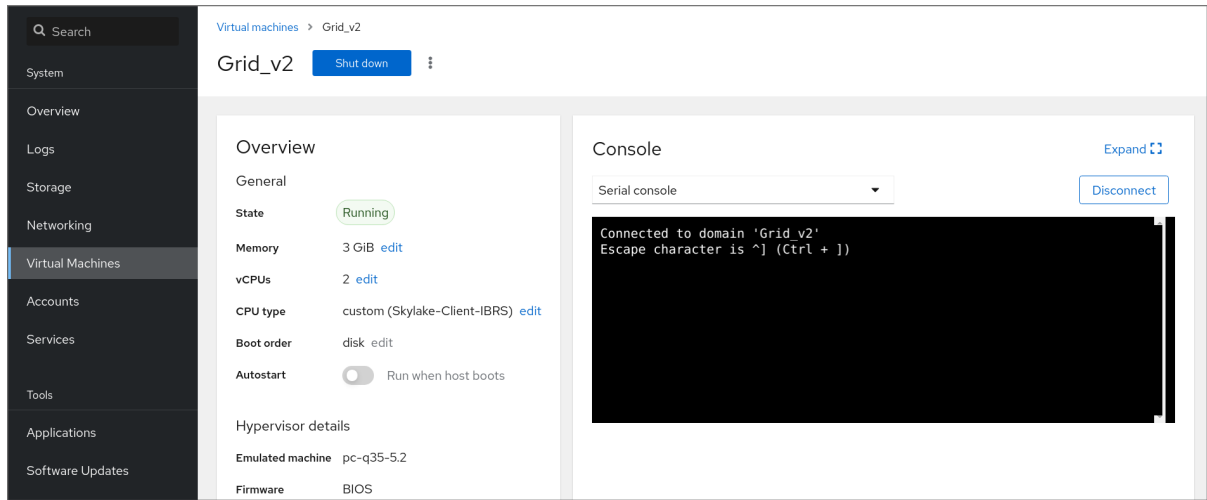 Search
System
Overview
Logs
Storage
Networking
Virtual Machines
Accounts
Services
Tools
Applications
Software Updates
Virtual machines > Grid_v2
Grid_v2 Shut down
Overview
General
State Running
Memory 3 GiB edit
vCPUs 2 edit
CPU type custom (Skylake-Client-IBRS) edit
Boot order disk edit
Autostart Run when host boots
Hypervisor details
Emulated machine pc-q35-5.2
Firmware BIOS
Console Expand
Serial console Disconnect
Connected to domain 'Grid_v2'
Escape character is ^] (Ctrl + ])